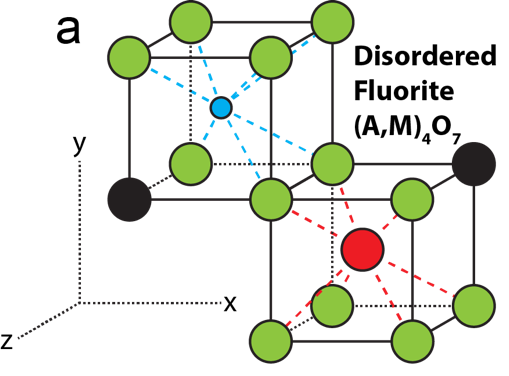 a
Disordered
Fluorite
(A,M)₄O₇
y
x
z